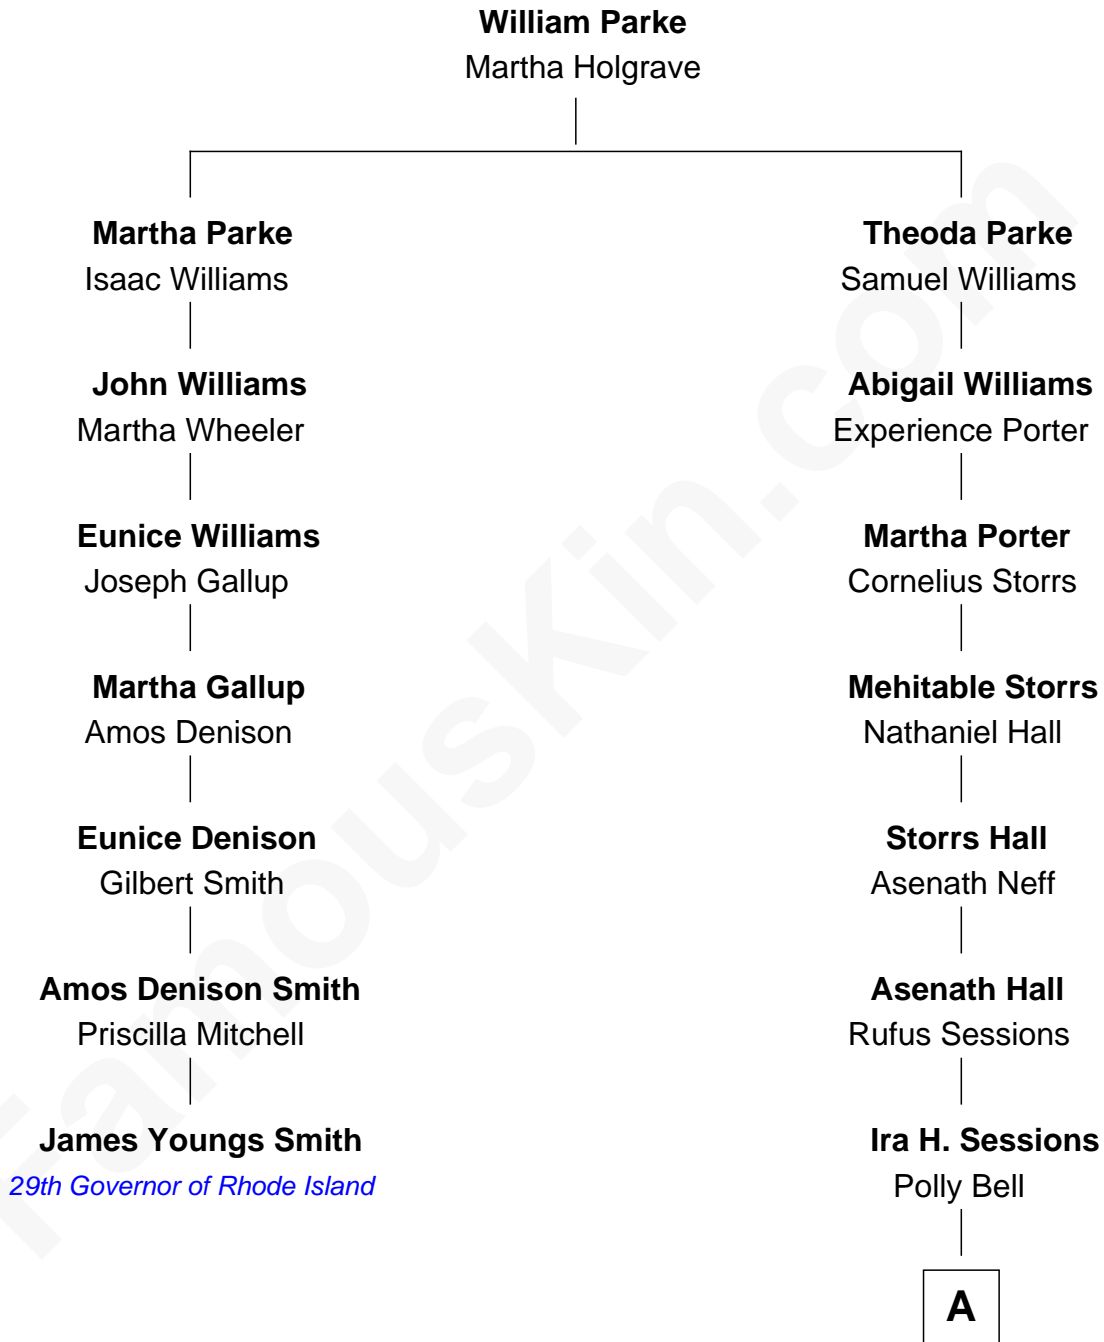 William Parke
Martha Holgrave
Martha Parke
Isaac Williams
John Williams
Martha Wheeler
Eunice Williams
Joseph Gallup
Martha Gallup
Amos Denison
Eunice Denison
Gilbert Smith
Amos Denison Smith
Priscilla Mitchell
James Youngs Smith
29th Governor of Rhode Island
Theoda Parke
Samuel Williams
Abigail Williams
Experience Porter
Martha Porter
Cornelius Storrs
Mehitable Storrs
Nathaniel Hall
Storrs Hall
Asenath Neff
Asenath Hall
Rufus Sessions
Ira H. Sessions
Polly Bell
A
FamousKin.com